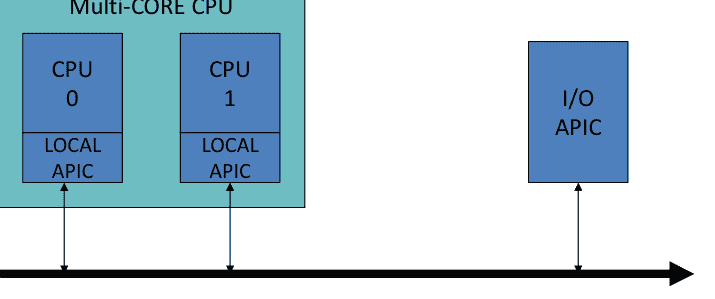 Multi-CORE CPU
CPU
0
LOCAL
APIC
CPU
1
LOCAL
APIC
I/O
APIC